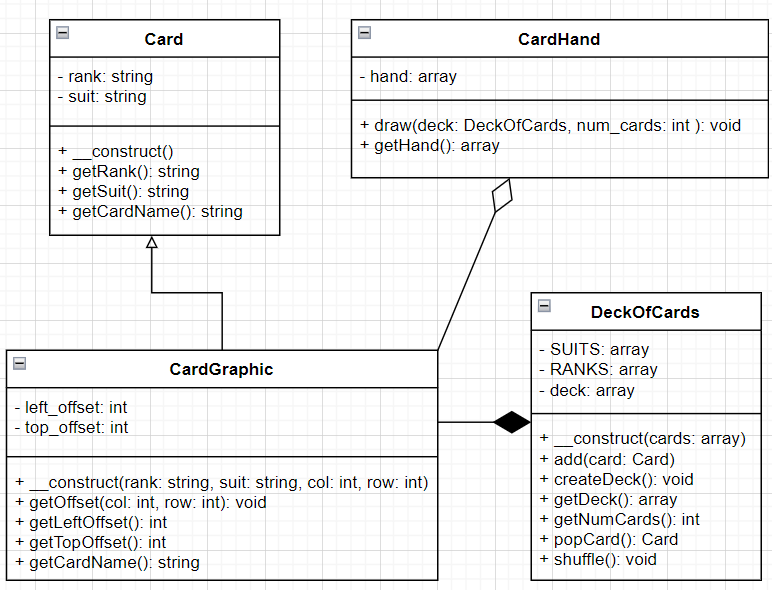 Card
- rank: string
- suit: string
+ __construct()
+ getRank(): string
+ getSuit(): string
+ getCardName(): string
CardHand
- hand: array
+ draw(deck: DeckOfCards, num_cards: int ): void
+ getHand(): array
CardGraphic
- left_offset: int
- top_offset: int
+ __construct(rank: string, suit: string, col: int, row: int)
+ getOffset(col: int, row: int): void
+ getLeftOffset(): int
+ getTopOffset(): int
+ getCardName(): string
DeckOfCards
- SUITS: array
- RANKS: array
- deck: array
+ __construct(cards: array)
+ add(card: Card)
+ createDeck(): void
+ getDeck(): array
+ getNumCards(): int
+ popCard(): Card
+ shuffle(): void